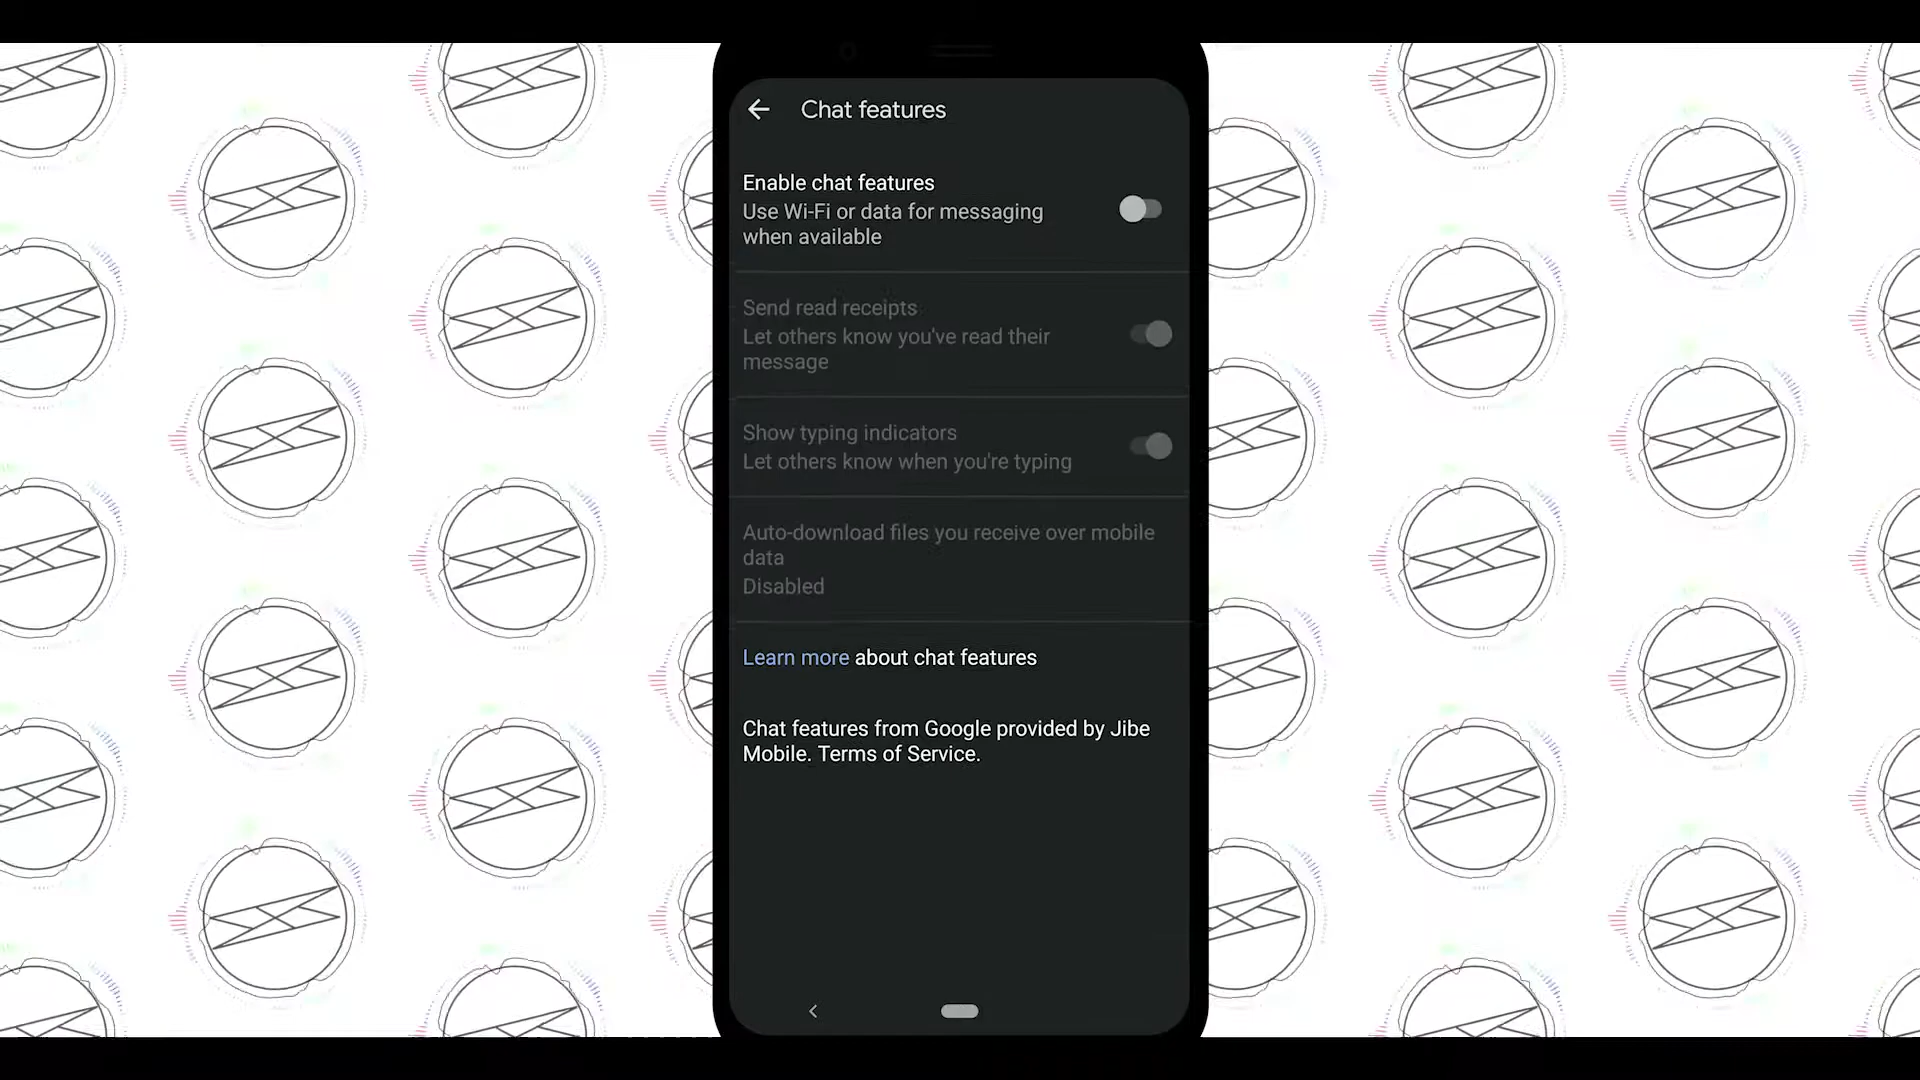 Chat features
Enable chat features
Use Wi-Fi or data for messaging
when available
Send read receipts
Let others know you've read their
message
Show typing indicators
Let others know when you're typing
Auto-download files you receive over mobile
data
Disabled
Learn more about chat features
Chat features from Google provided by Jibe
Mobile. Terms of Service.